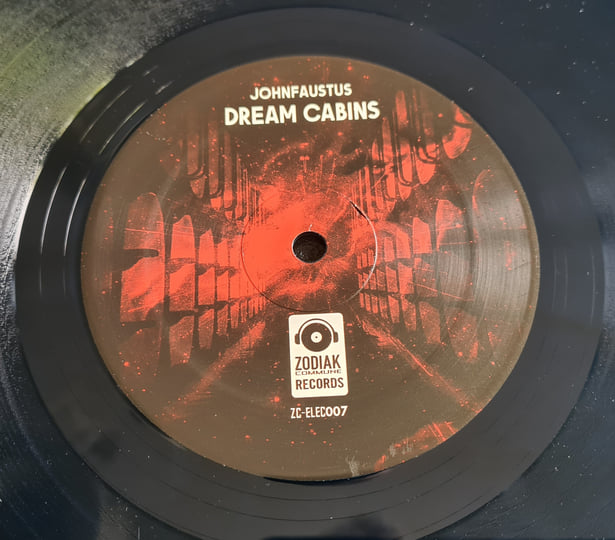 JOHNFAUSTUS
DREAM CABINS
ZODIAK
COMMUNE
RECORDS
ZC-ELEC007